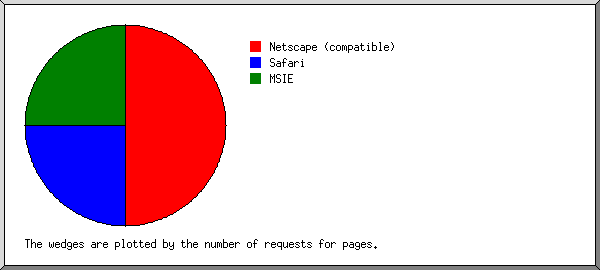 Netscape (compatible)
Safari
MSIE
The wedges are plotted by the number of requests for pages.